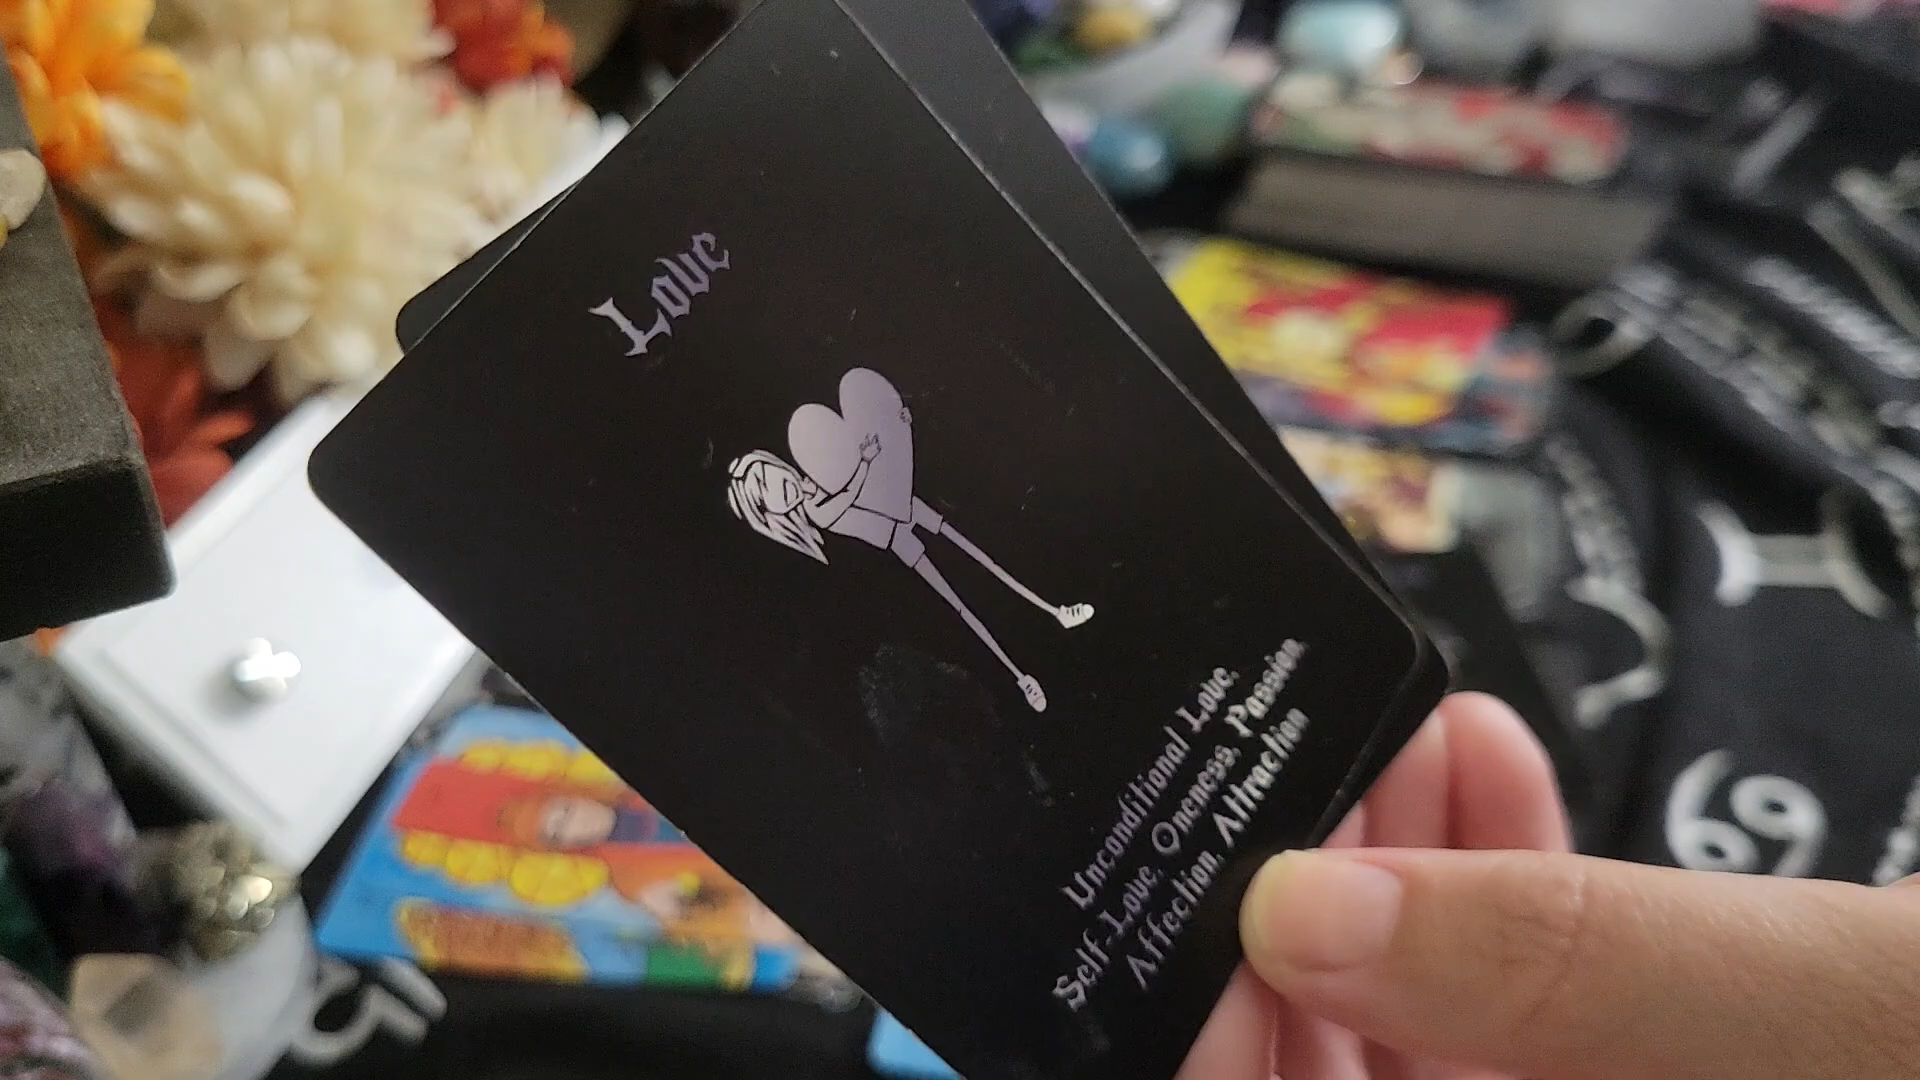 Love
Unconditional Love,
Self-Love, Oneness, Passion,
Affection, Attraction